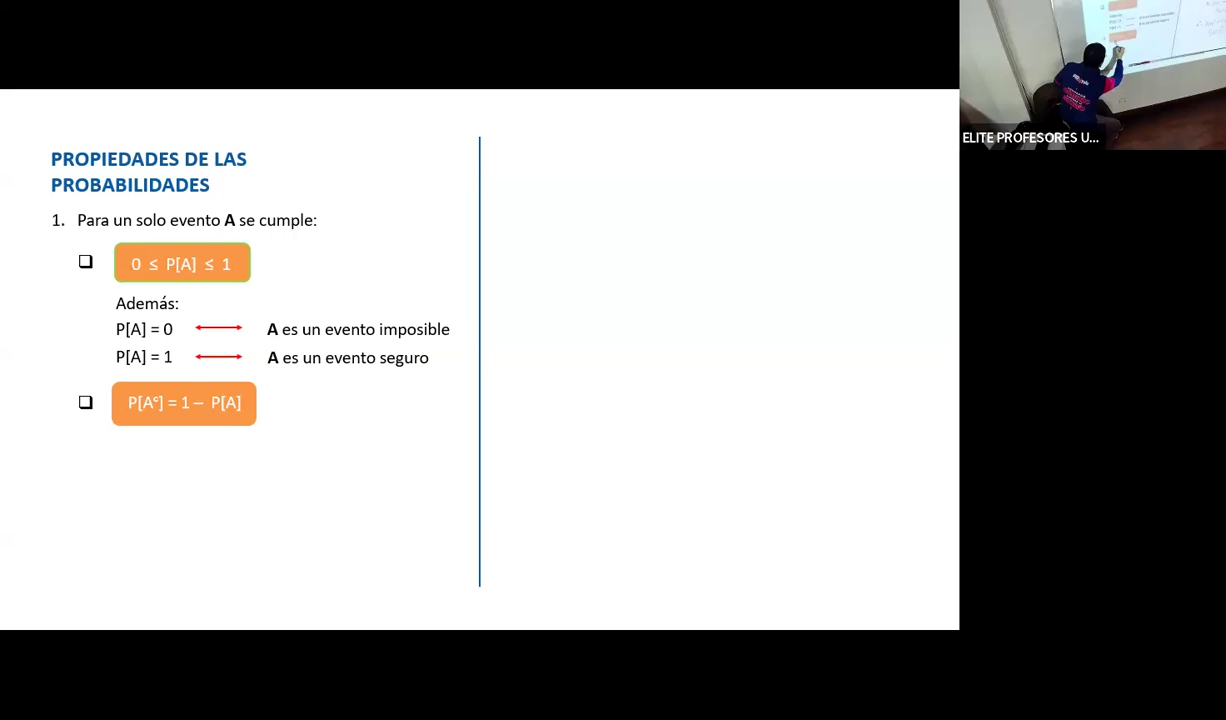 PROPIEDADES DE LAS
PROBABILIDADES
1. Para un solo evento A se cumple:
❑ 0 ≤ P[A] ≤ 1
Además:
P[A] = 0 ⟷ A es un evento imposible
P[A] = 1 ⟷ A es un evento seguro
❑ P[Aᶜ] = 1 – P[A]
ELITE PROFESORES U...